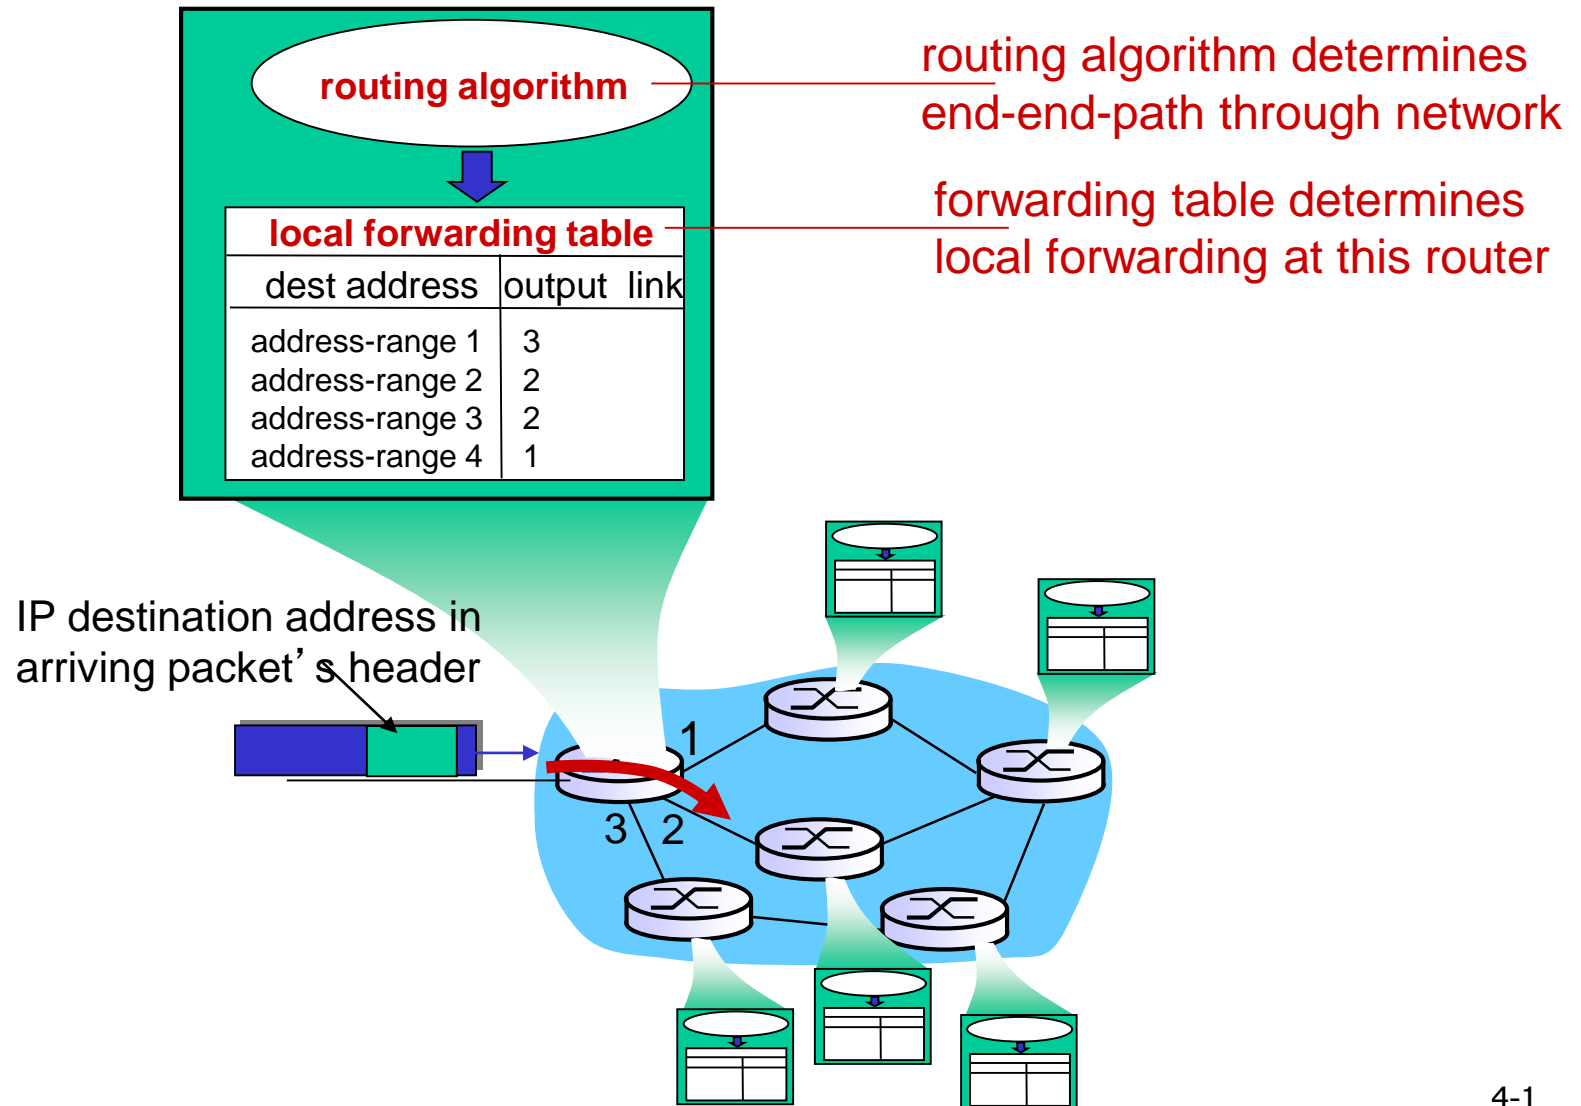 routing algorithm
routing algorithm determines
end-end-path through network
forwarding table determines
local forwarding at this router
local forwarding table
dest address output link
address-range 1 3
address-range 2 2
address-range 3 2
address-range 4 1
IP destination address in
arriving packet’s header
1
3 2
4-1